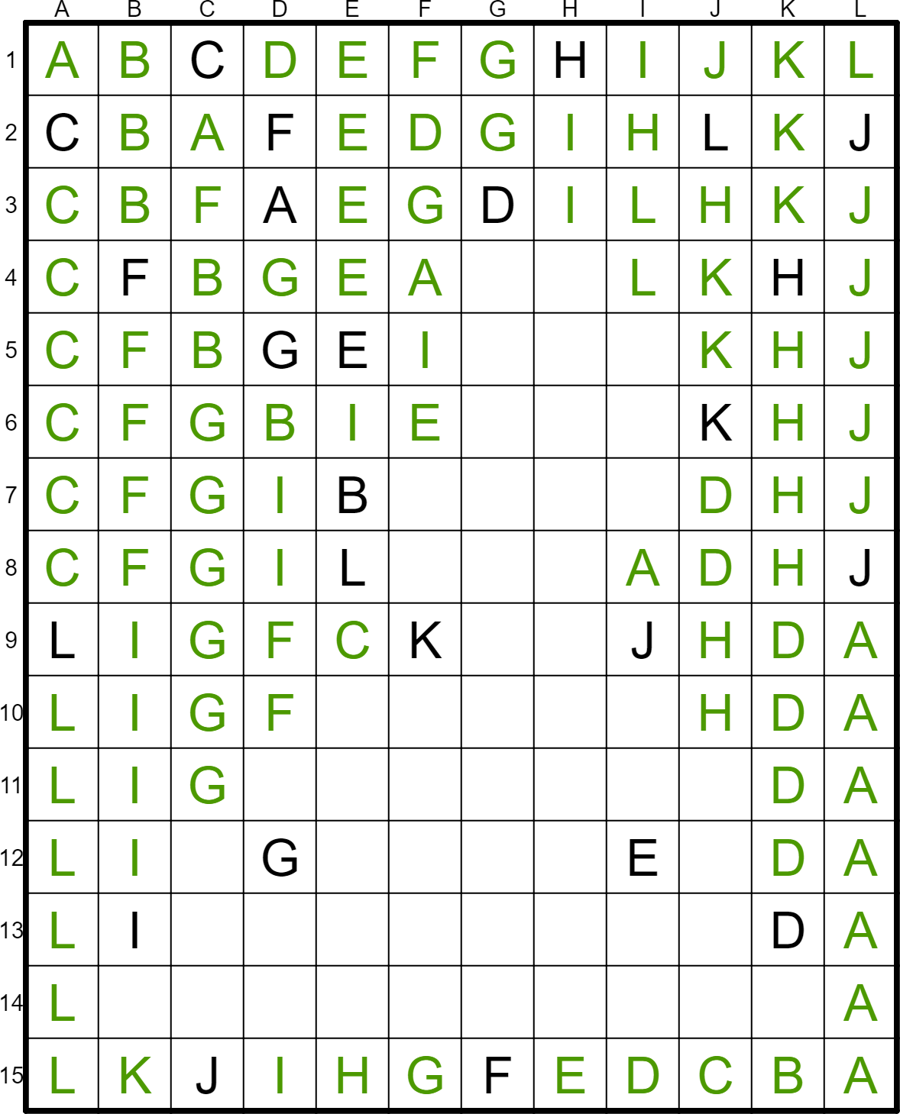 A B C D E F G H I J K L
1 A B C D E F G H I J K L
2 C B A F E D G I H L K J
3 C B F A E G D I L H K J
4 C F B G E A L K H J
5 C F B G E I K H J
6 C F G B I E K H J
7 C F G I B D H J
8 C F G I L A D H J
9 L I G F C K J H D A
10 L I G F H D A
11 L I G D A
12 L I G E D A
13 L I D A
14 L A
15 L K J I H G F E D C B A